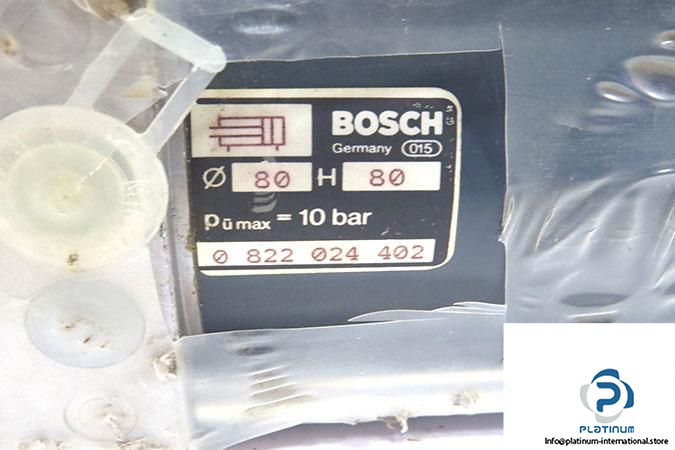 BOSCH
Germany 015
Ø 80 H 80
pü max = 10 bar
0 822 024 402
PLATINUM
Info@platinum-international.store